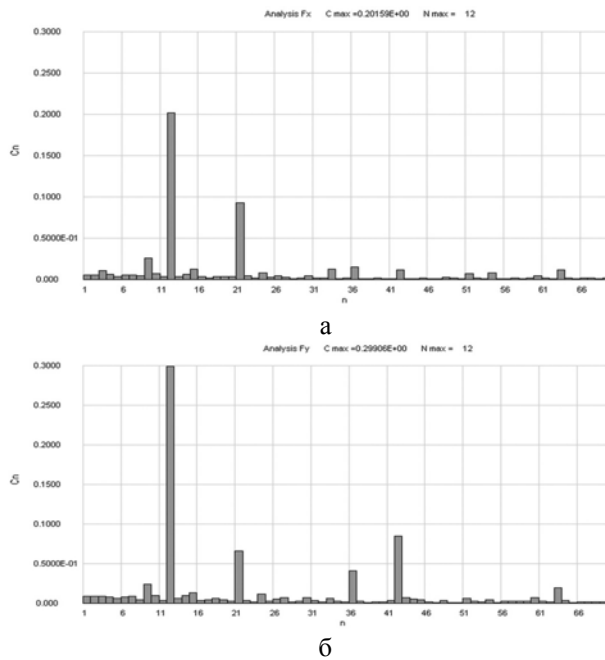 Analysis Fx C max =0.20159E+00 N max = 12
0.3000
0.2500
0.2000
0.1500
0.1000
0.5000E-01
0.000
Cn
1 6 11 16 21 26 31 36 41 46 51 56 61 66
n
а
Analysis Fy C max =0.29906E+00 N max = 12
0.3000
0.2500
0.2000
0.1500
0.1000
0.5000E-01
0.000
Cn
1 6 11 16 21 26 31 36 41 46 51 56 61 66
n
б